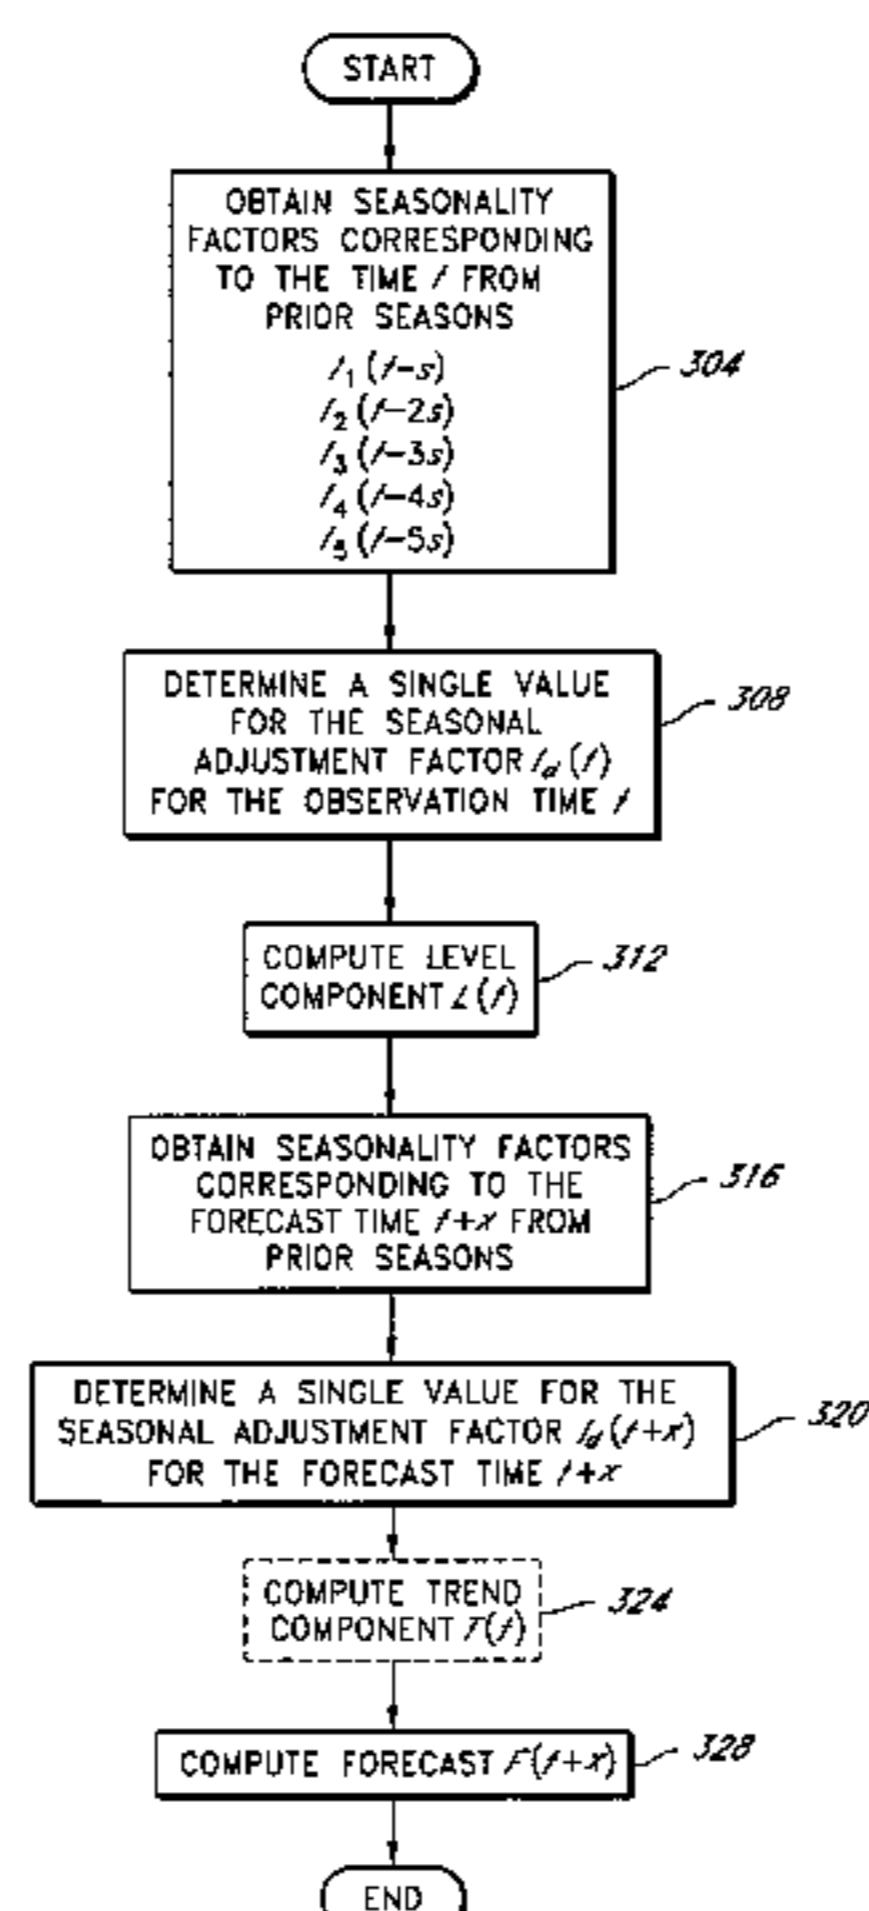 START
OBTAIN SEASONALITY
FACTORS CORRESPONDING
TO THE TIME t FROM
PRIOR SEASONS
I₁(t-s)
I₂(t-2s)
I₃(t-3s)
I₄(t-4s)
I₅(t-5s)
304
DETERMINE A SINGLE VALUE
FOR THE SEASONAL
ADJUSTMENT FACTOR Iₐ(t)
FOR THE OBSERVATION TIME t
308
COMPUTE LEVEL
COMPONENT L(t)
312
OBTAIN SEASONALITY FACTORS
CORRESPONDING TO THE
FORECAST TIME t+x FROM
PRIOR SEASONS
316
DETERMINE A SINGLE VALUE FOR THE
SEASONAL ADJUSTMENT FACTOR Iₐ(t+x)
FOR THE FORECAST TIME t+x
320
COMPUTE TREND
COMPONENT T(t)
324
COMPUTE FORECAST F(t+x)
328
END